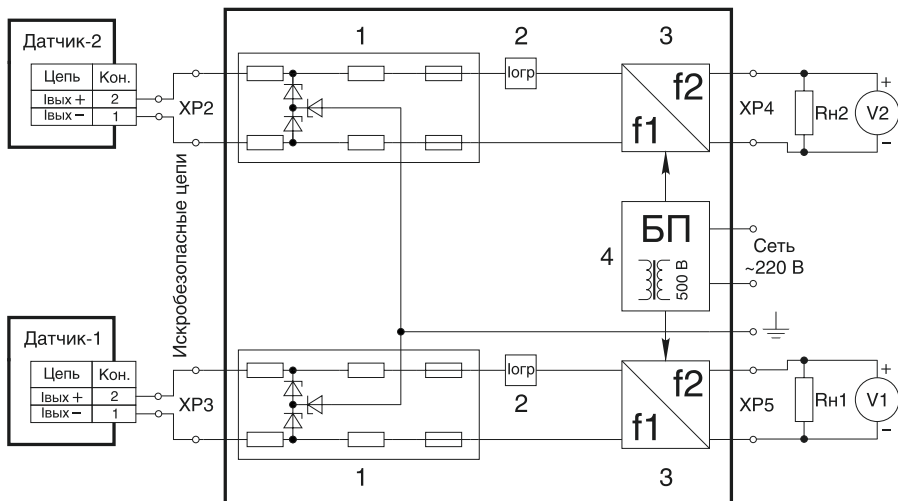 1 2 3
Датчик-2
Цепь Кон.
Iвых + 2
Iвых – 1
XP2
Iогр
f2
f1
XP4
Rн2
+
V2
–
Искробезопасные цепи
4
БП
500 В
Сеть
~220 В
Датчик-1
Цепь Кон.
Iвых + 2
Iвых – 1
XP3
Iогр
2
f2
f1
XP5
Rн1
+
V1
–
1 3